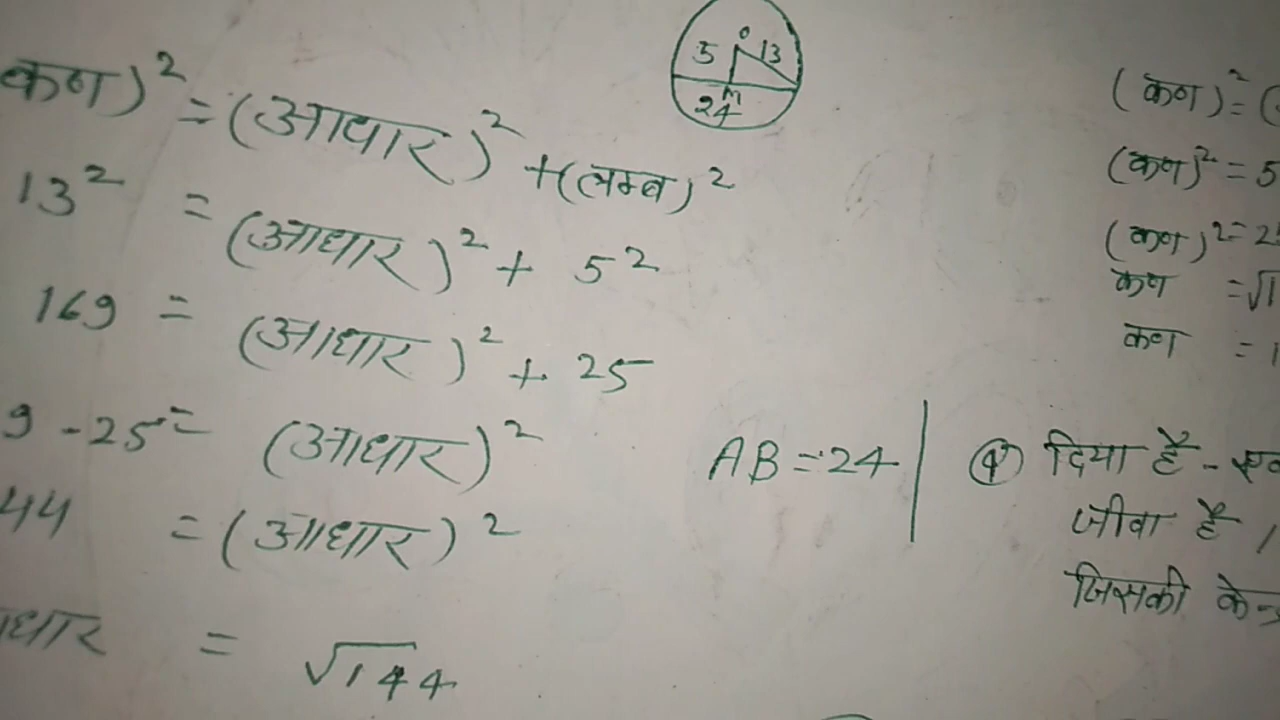 कण)² = (आधार)² + (लम्ब)²
13² = (आधार)² + 5²
169 = (आधार)² + 25
9 - 25 = (आधार)²
44 = (आधार)²
धार = √144
O
5 13
M
24
AB = 24
(कण)² = (
(कण)² = 5
(कण)² = 2
कण = √1
कण = 1
④ दिया है -
जीवा है,
जिसकी